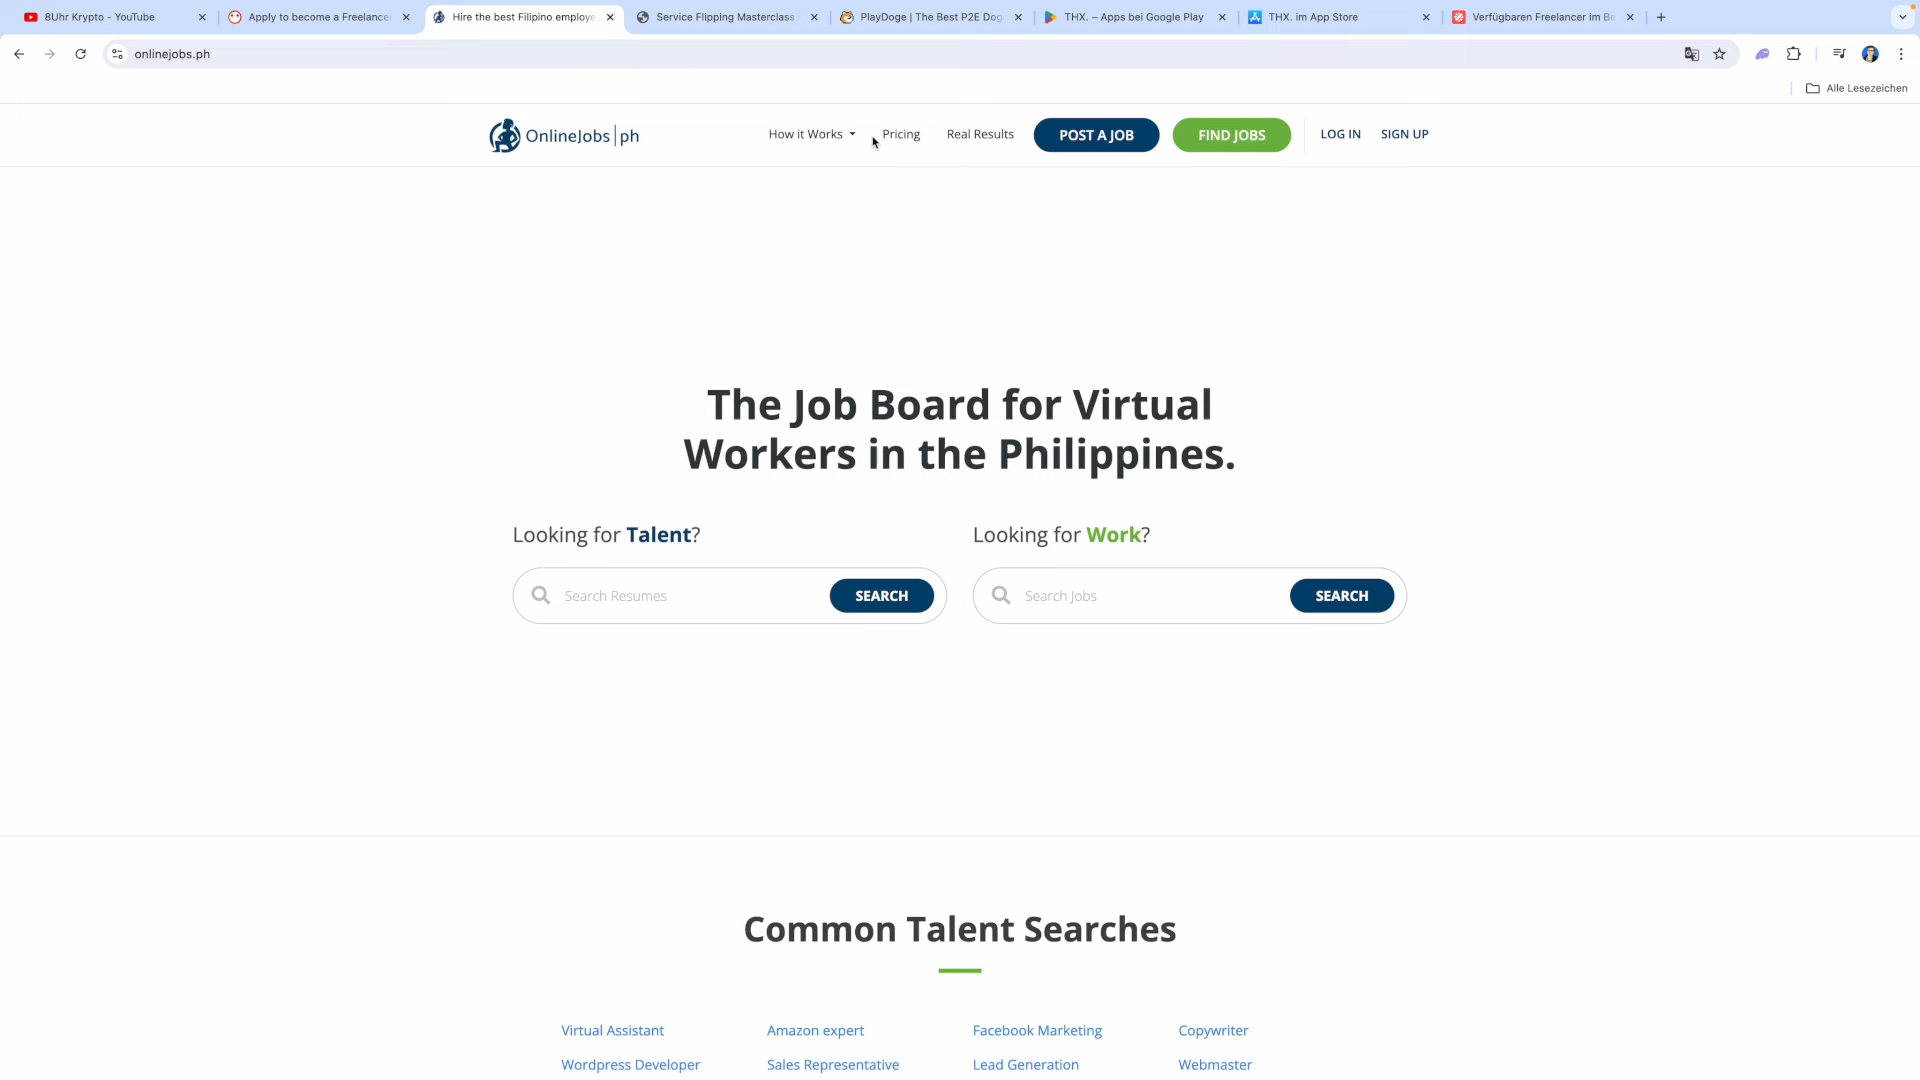 8Uhr Krypto - YouTube
Apply to become a Freelance
Hire the best Filipino employe
Service Flipping Masterclass
PlayDoge | The Best P2E Dog
THX. – Apps bei Google Play
THX. im App Store
Verfügbaren Freelancer im Be
onlinejobs.ph
Alle Lesezeichen
OnlineJobs|ph
How it Works
Pricing
Real Results
POST A JOB
FIND JOBS
LOG IN
SIGN UP
The Job Board for Virtual
Workers in the Philippines.
Looking for Talent?
Search Resumes
SEARCH
Looking for Work?
Search Jobs
SEARCH
Common Talent Searches
Virtual Assistant
Amazon expert
Facebook Marketing
Copywriter
Wordpress Developer
Sales Representative
Lead Generation
Webmaster